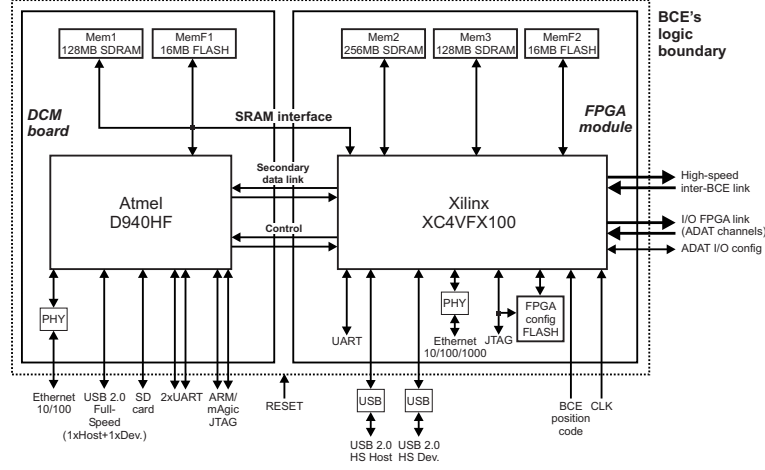 BCE's
logic
boundary
Mem1
128MB SDRAM
MemF1
16MB FLASH
Mem2
256MB SDRAM
Mem3
128MB SDRAM
MemF2
16MB FLASH
DCM
board
SRAM interface
FPGA
module
Atmel
D940HF
Secondary
data link
Control
Xilinx
XC4VFX100
High-speed
inter-BCE link
I/O FPGA link
(ADAT channels)
ADAT I/O config
PHY
UART
PHY
Ethernet
10/100/1000
JTAG
FPGA
config
FLASH
Ethernet
10/100
USB 2.0
Full-
Speed
(1xHost+1xDev.)
SD
card
2xUART
ARM/
mAgic
JTAG
RESET
USB
USB 2.0
HS Host
USB
USB 2.0
HS Dev.
BCE
position
code
CLK